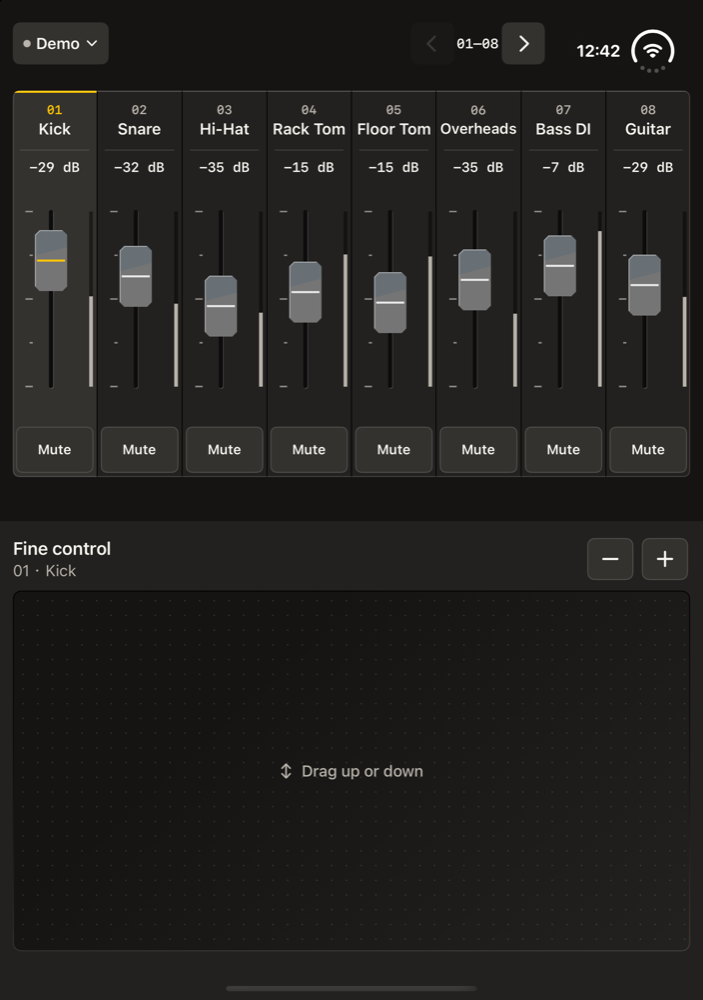 Demo
01–08
12:42
01 02 03 04 05 06 07 08
Kick Snare Hi-Hat Rack Tom Floor Tom Overheads Bass DI Guitar
−29 dB −32 dB −35 dB −15 dB −15 dB −35 dB −7 dB −29 dB
Mute Mute Mute Mute Mute Mute Mute Mute
Fine control
01 · Kick
Drag up or down